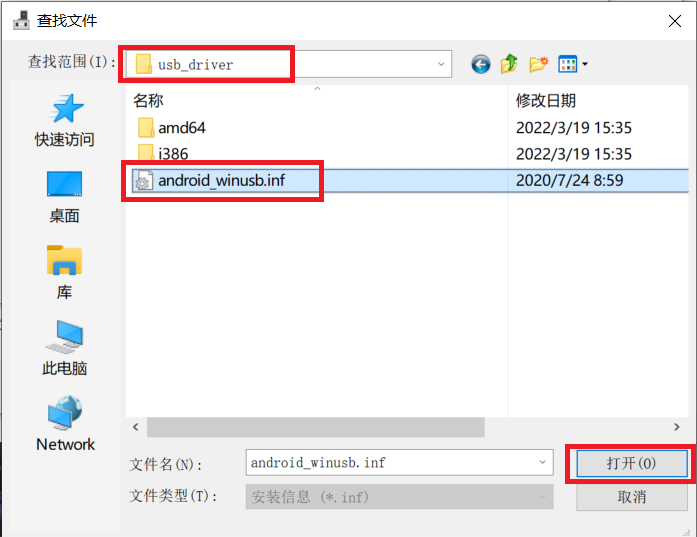 查找文件
查找范围(I): usb_driver
名称 修改日期
amd64 2022/3/19 15:35
i386 2022/3/19 15:35
android_winusb.inf 2020/7/24 8:59
快速访问
桌面
库
此电脑
Network
文件名(N): android_winusb.inf 打开(O)
文件类型(T): 安装信息 (*.inf) 取消